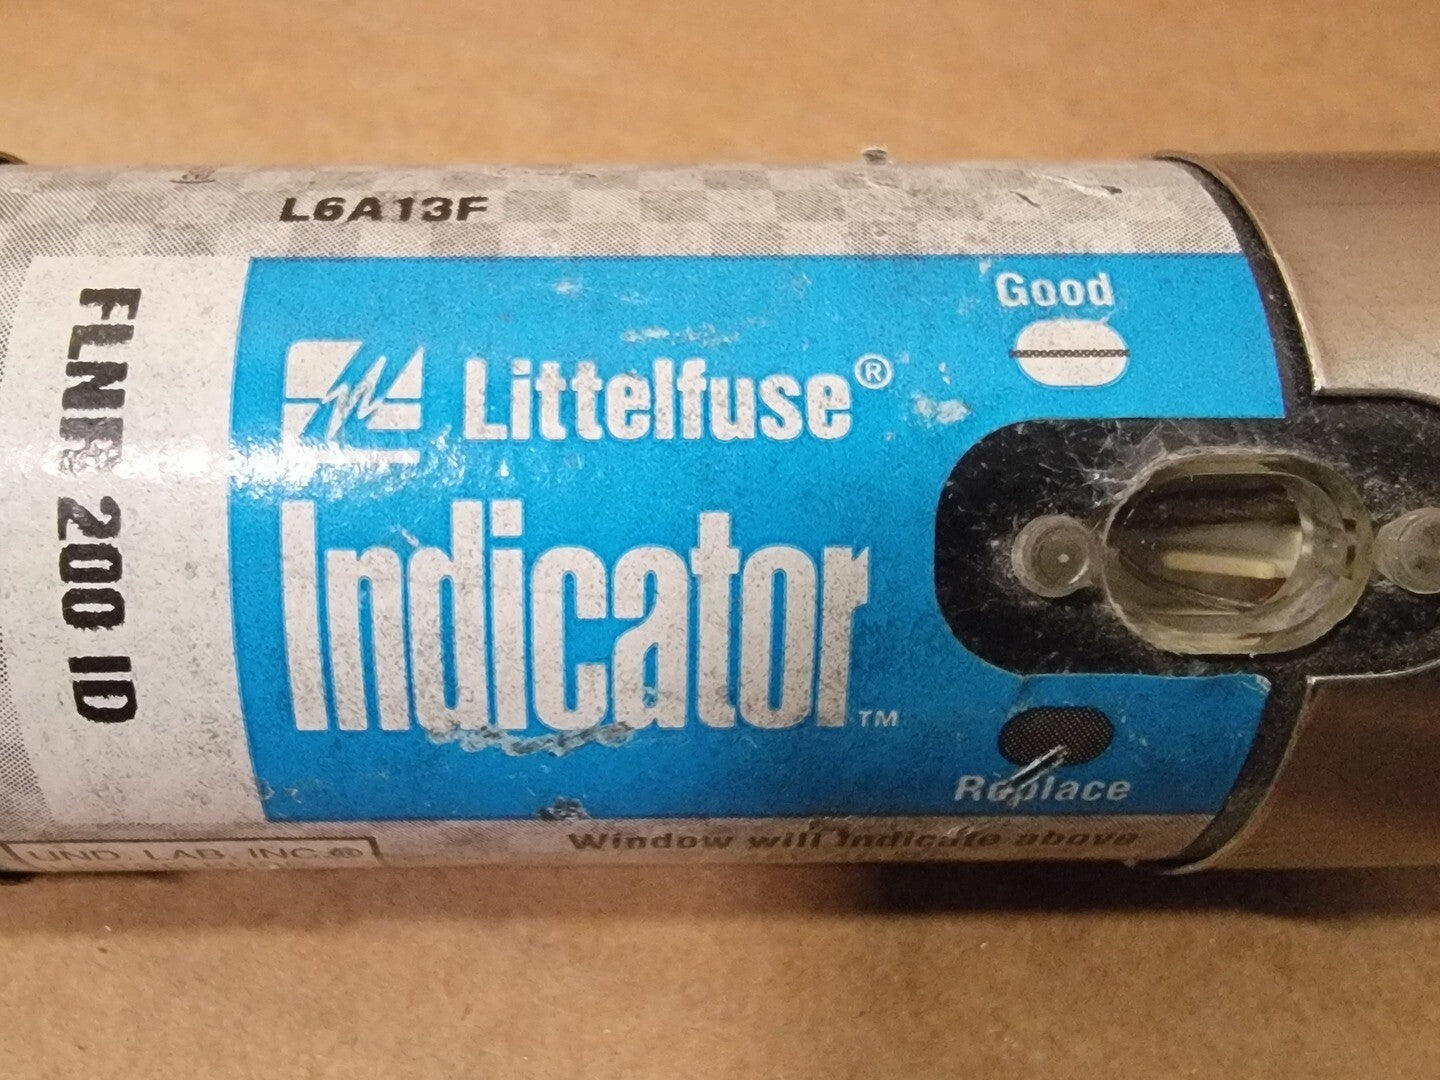 L6A13F
FLNR 200 ID
Good
Littelfuse®
Indicator™
Replace
Window will indicate above
UND. LAB. INC.®